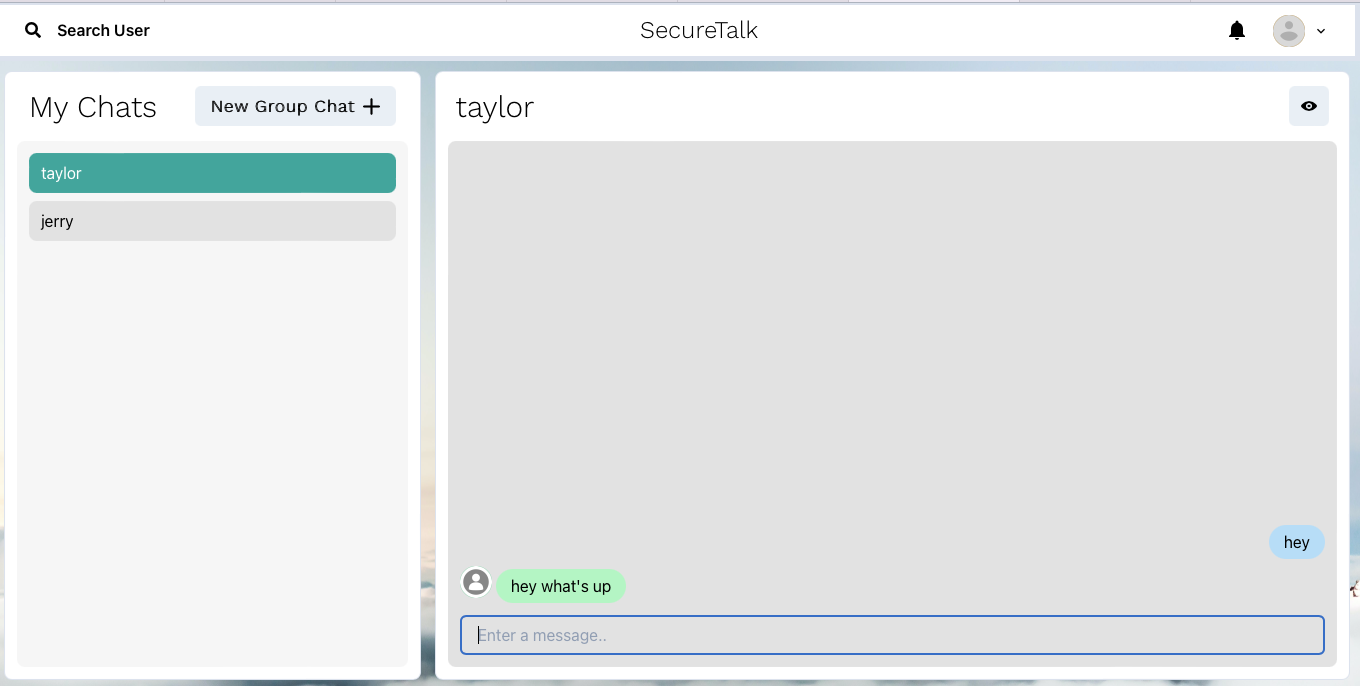 Search User
SecureTalk
My Chats
New Group Chat
taylor
jerry
taylor
hey
hey what's up
Enter a message..